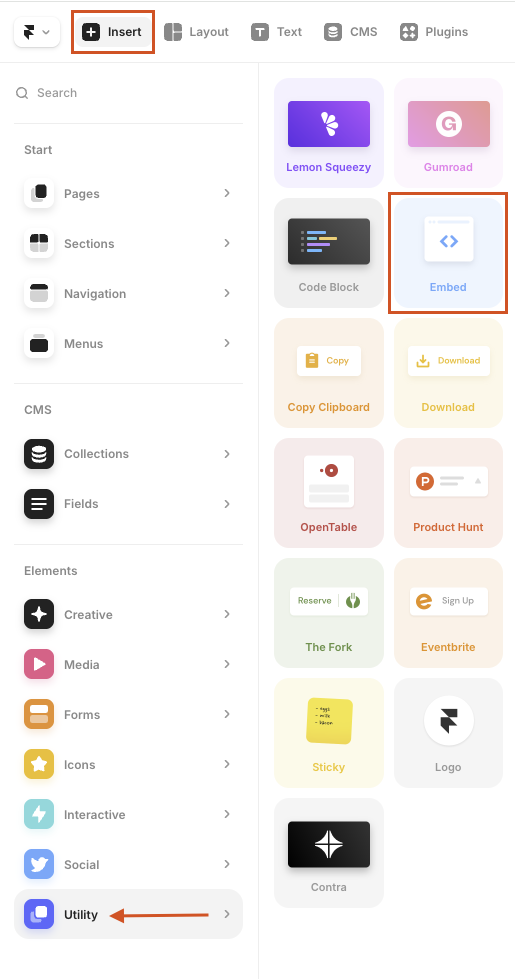 Insert
Layout
Text
CMS
Plugins
Search
Start
Pages
Sections
Navigation
Menus
CMS
Collections
Fields
Elements
Creative
Media
Forms
Icons
Interactive
Social
Utility
Lemon Squeezy
G
Gumroad
Code Block
Embed
Copy
Copy Clipboard
Download
Download
OpenTable
P
Product Hunt
Reserve
The Fork
Sign Up
Eventbrite
- eggs
- milk
Sticky
Logo
Contra